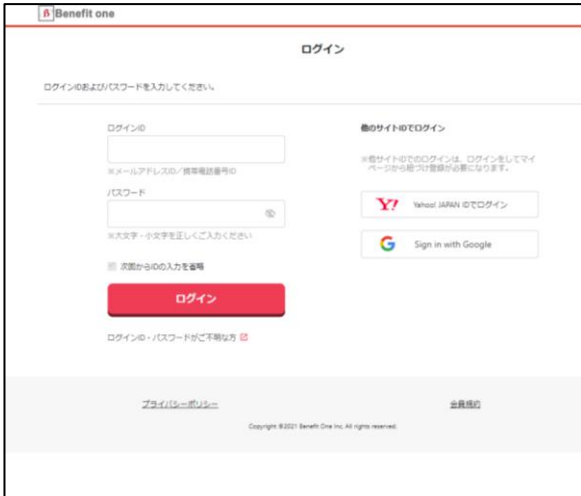 Benefit one
ログイン
ログインIDおよびパスワードを入力してください。
ログインID
※メールアドレスID／携帯電話番号ID
パスワード
※大文字・小文字を正しくご入力ください
次回からIDの入力を省略
ログイン
ログインID・パスワードがご不明な方
他のサイトIDでログイン
※他サイトIDでのログインは、ログインをしてマイ
ページから紐づけ登録が必要になります。
Y! Yahoo! JAPAN IDでログイン
G Sign in with Google
プライバシーポリシー
会員規約
Copyright ©2021 Benefit One Inc. All rights reserved.